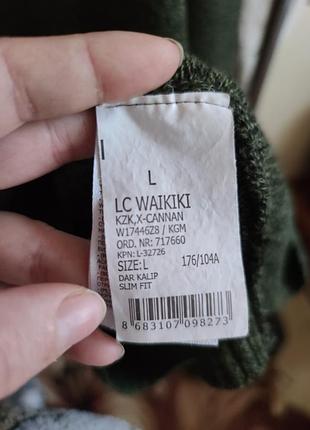 L
LC WAIKIKI
KZK,X-CANNAN
W17446Z8 / KGM
ORD. NR: 717660
KPN: L-32726
SIZE: L 176/104A
DAR KALIP
SLIM FIT
8 683107 098273